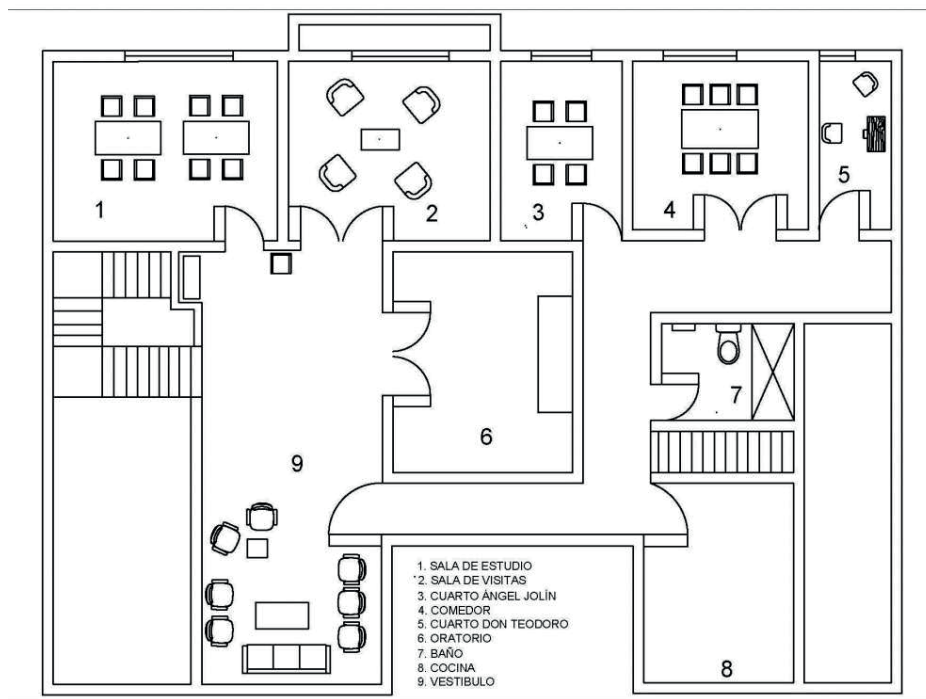 1
2
3
4
5
6
7
8
9
1. SALA DE ESTUDIO
2. SALA DE VISITAS
3. CUARTO ÁNGEL JOLÍN
4. COMEDOR
5. CUARTO DON TEODORO
6. ORATORIO
7. BAÑO
8. COCINA
9. VESTIBULO